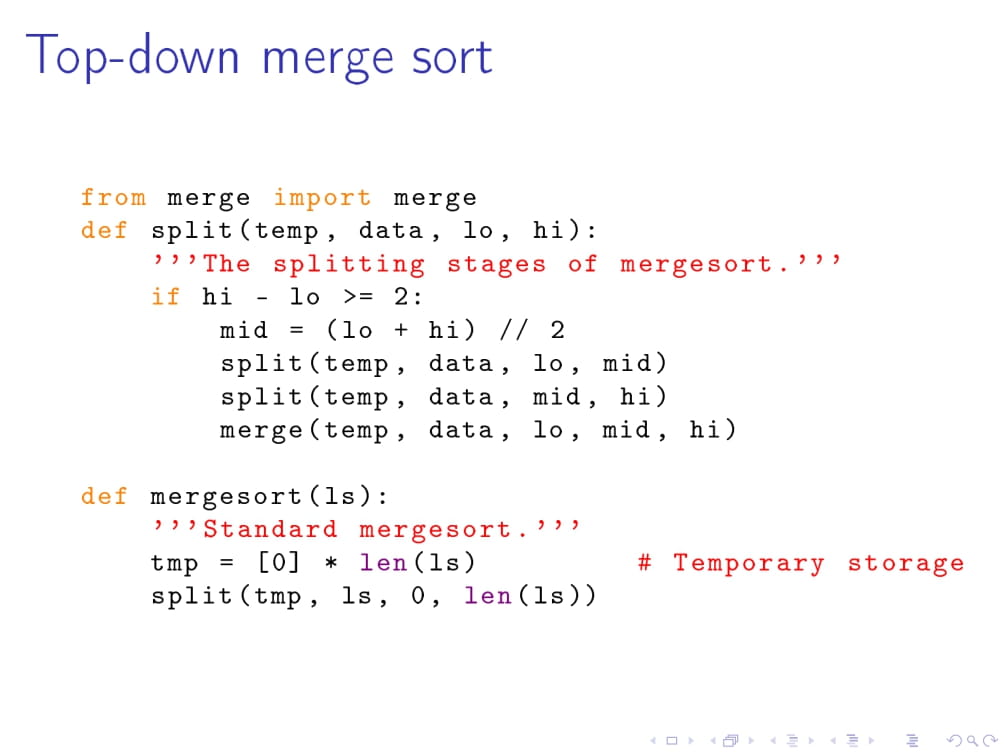 Top-down merge sort
from merge import merge
def split(temp, data, lo, hi):
    ’’’The splitting stages of mergesort.’’’
    if hi - lo >= 2:
        mid = (lo + hi) // 2
        split(temp, data, lo, mid)
        split(temp, data, mid, hi)
        merge(temp, data, lo, mid, hi)
def mergesort(ls):
    ’’’Standard mergesort.’’’
    tmp = [0] * len(ls)         # Temporary storage
    split(tmp, ls, 0, len(ls))